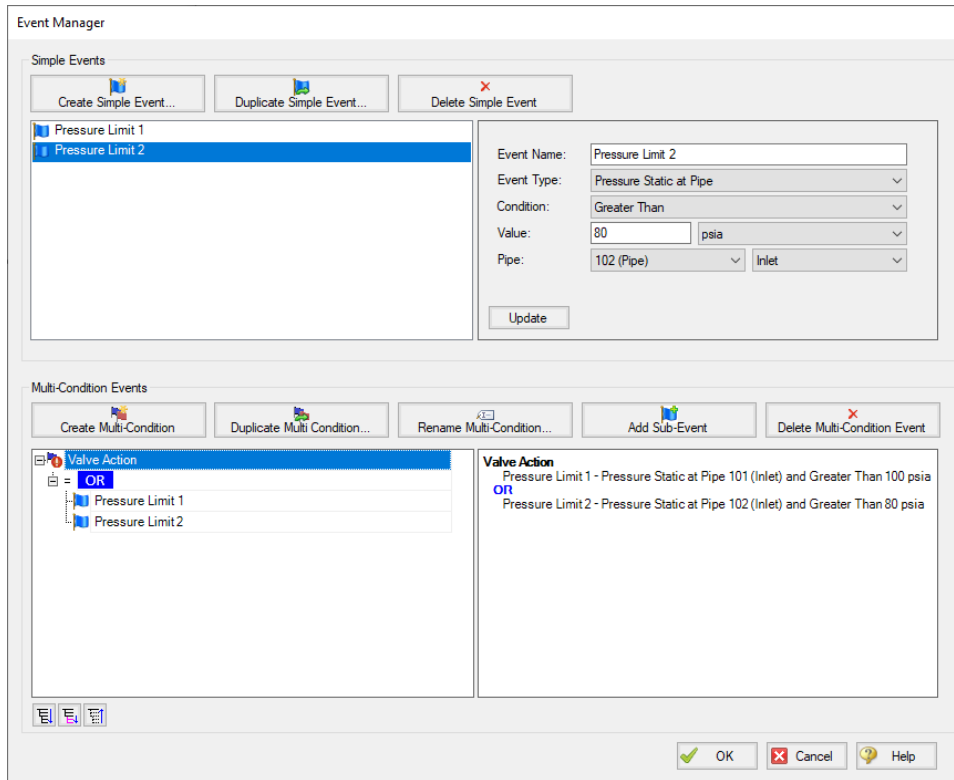 Event Manager
Simple Events
Create Simple Event...
Duplicate Simple Event...
Delete Simple Event
Pressure Limit 1
Pressure Limit 2
Event Name: Pressure Limit 2
Event Type: Pressure Static at Pipe
Condition: Greater Than
Value: 80 psia
Pipe: 102 (Pipe) Inlet
Update
Multi-Condition Events
Create Multi-Condition
Duplicate Multi Condition...
Rename Multi-Condition...
Add Sub-Event
Delete Multi-Condition Event
Valve Action
= OR
Pressure Limit 1
Pressure Limit 2
Valve Action
Pressure Limit 1 - Pressure Static at Pipe 101 (Inlet) and Greater Than 100 psia
OR
Pressure Limit 2 - Pressure Static at Pipe 102 (Inlet) and Greater Than 80 psia
OK
Cancel
Help